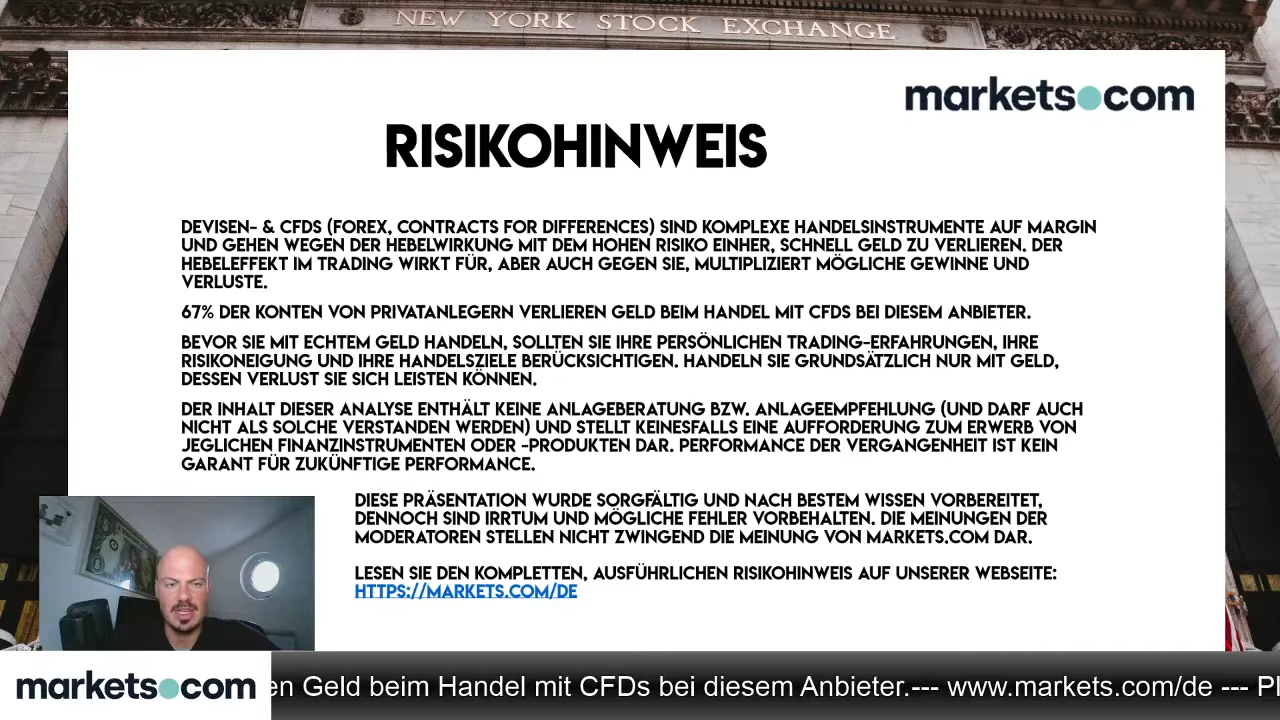 NEW YORK STOCK EXCHANGE
markets.com
RISIKOHINWEIS
DEVISEN- & CFDS (FOREX, CONTRACTS FOR DIFFERENCES) SIND KOMPLEXE HANDELSINSTRUMENTE AUF MARGIN
UND GEHEN WEGEN DER HEBELWIRKUNG MIT DEM HOHEN RISIKO EINHER, SCHNELL GELD ZU VERLIEREN. DER
HEBELEFFEKT IM TRADING WIRKT FÜR, ABER AUCH GEGEN SIE, MULTIPLIZIERT MÖGLICHE GEWINNE UND
VERLUSTE.
67% DER KONTEN VON PRIVATANLEGERN VERLIEREN GELD BEIM HANDEL MIT CFDS BEI DIESEM ANBIETER.
BEVOR SIE MIT ECHTEM GELD HANDELN, SOLLTEN SIE IHRE PERSÖNLICHEN TRADING-ERFAHRUNGEN, IHRE
RISIKONEIGUNG UND IHRE HANDELSZIELE BERÜCKSICHTIGEN. HANDELN SIE GRUNDSÄTZLICH NUR MIT GELD,
DESSEN VERLUST SIE SICH LEISTEN KÖNNEN.
DER INHALT DIESER ANALYSE ENTHÄLT KEINE ANLAGEBERATUNG BZW. ANLAGEEMPFEHLUNG (UND DARF AUCH
NICHT ALS SOLCHE VERSTANDEN WERDEN) UND STELLT KEINESFALLS EINE AUFFORDERUNG ZUM ERWERB VON
JEGLICHEN FINANZINSTRUMENTEN ODER -PRODUKTEN DAR. PERFORMANCE DER VERGANGENHEIT IST KEIN
GARANT FÜR ZUKÜNFTIGE PERFORMANCE.
DIESE PRÄSENTATION WURDE SORGFÄLTIG UND NACH BESTEM WISSEN VORBEREITET,
DENNOCH SIND IRRTUM UND MÖGLICHE FEHLER VORBEHALTEN. DIE MEINUNGEN DER
MODERATOREN STELLEN NICHT ZWINGEND DIE MEINUNG VON MARKETS.COM DAR.
LESEN SIE DEN KOMPLETTEN, AUSFÜHRLICHEN RISIKOHINWEIS AUF UNSERER WEBSEITE:
HTTPS://MARKETS.COM/DE
markets.com
en Geld beim Handel mit CFDs bei diesem Anbieter.--- www.markets.com/de --- Pl